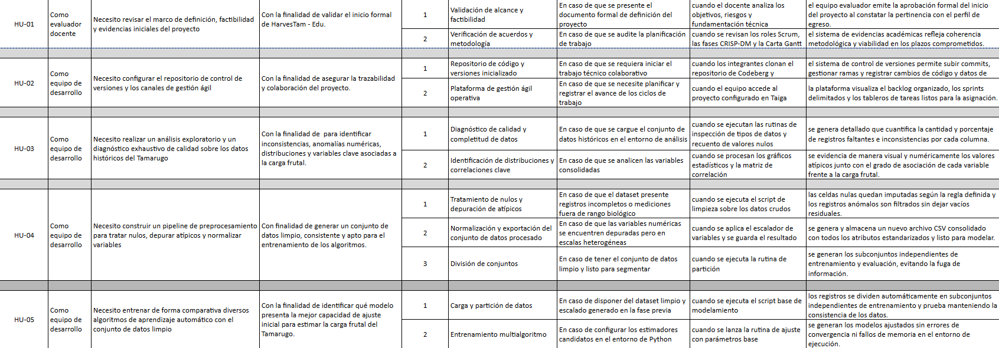 HU-01
Como
evaluador
docente
Necesito revisar el marco de definición, factibilidad
y evidencias iniciales del proyecto
Con la finalidad de validar el inicio formal
de HarvesTam - Edu.
1
Validación de alcance y
factibilidad
En caso de que se presente el
documento formal de definición del
proyecto
cuando el docente analiza los
objetivos, riesgos y
fundamentación técnica
el equipo evaluador emite la aprobación formal del inicio
del proyecto al constatar la pertinencia con el perfil de
egreso.
2
Verificación de acuerdos y
metodología
En caso de que se audite la planificación
de trabajo
cuando se revisan los roles Scrum,
las fases CRISP-DM y la Carta Gantt
el sistema de evidencias académicas refleja coherencia
metodológica y viabilidad en los plazos comprometidos.
HU-02
Como
equipo de
desarrollo
Necesito configurar el repositorio de control de
versiones y los canales de gestión ágil
Con la finalidad de asegurar la trazabilidad
y colaboración del proyecto.
1
Repositorio de código y
versiones inicializado
En caso de que se requiera iniciar el
trabajo técnico colaborativo
cuando los integrantes clonan el
repositorio de Codeberg y
el sistema de control de versiones permite subir commits,
gestionar ramas y registrar cambios de código y datos de
2
Plataforma de gestión ágil
operativa
En caso de que se necesite planificar y
registrar el avance de los ciclos de
trabajo
cuando el equipo accede al
proyecto configurado en Taiga
la plataforma visualiza el backlog organizado, los sprints
delimitados y los tableros de tareas listos para la asignación.
HU-03
Como
equipo de
desarrollo
Necesito realizar un análisis exploratorio y un
diagnóstico exhaustivo de calidad sobre los datos
históricos del Tamarugo
Con la finalidad de  para identificar
inconsistencias, anomalías numéricas,
distribuciones y variables clave asociadas a
la carga frutal.
1
Diagnóstico de calidad y
completitud de datos
En caso de que se cargue el conjunto de
datos históricos en el entorno de análisis
cuando se ejecutan las rutinas de
inspección de tipos de datos y
recuento de valores nulos
se genera detallado que cuantifica la cantidad y porcentaje
de registros faltantes e inconsistencias por cada columna.
2
Identificación de distribuciones y
correlaciones clave
En caso de que se analicen las variables
consolidadas
cuando se procesan los gráficos
estadísticos y la matriz de
correlación
se evidencia de manera visual y numéricamente los valores
atípicos junto con el grado de asociación de cada variable
frente a la carga frutal.
HU-04
Como
equipo de
desarrollo
Necesito construir un pipeline de preprocesamiento
para tratar nulos, depurar atípicos y normalizar
variables
Con finalidad de generar un conjunto de
datos limpio, consistente y apto para el
entrenamiento de los algoritmos.
1
Tratamiento de nulos y
depuración de atípicos
En caso de que el dataset presente
registros incompletos o mediciones
fuera de rango biológico
cuando se ejecuta el script de
limpieza sobre los datos crudos
las celdas nulas quedan imputadas según la regla definida y
los registros anómalos son filtrados sin dejar vacíos
residuales.
2
Normalización y exportación del
conjunto de datos procesado
En caso de que las variables numéricas
se encuentren depuradas pero en
escalas heterogéneas
cuando se aplica el escalador de
variables y se guarda el resultado
se genera y almacena un nuevo archivo CSV consolidado
con todos los atributos estandarizados y listo para modelar.
3
División de conjuntos
En caso de tener el conjunto de datos
limpio y listo para segmentar
cuando se ejecuta la rutina de
partición
se generan los subconjuntos independientes de
entrenamiento y evaluación, evitando la fuga de
información.
HU-05
Como
equipo de
desarrollo
Necesito entrenar de forma comparativa diversos
algoritmos de aprendizaje automático con el
conjunto de datos limpio
Con la finalidad de identificar qué modelo
presenta la mejor capacidad de ajuste
inicial para estimar la carga frutal del
Tamarugo.
1
Carga y partición de datos
En caso de disponer del dataset limpio y
escalado generado en la fase previa
cuando se ejecuta el script base de
modelamiento
los registros se dividen automáticamente en subconjuntos
independientes de entrenamiento y prueba manteniendo la
consistencia de los datos.
2
Entrenamiento multialgoritmo
En caso de configurar los estimadores
candidatos en el entorno de Python
cuando se lanza la rutina de ajuste
con parámetros base
se generan los modelos ajustados sin errores de
convergencia ni fallos de memoria en el entorno de
ejecución.